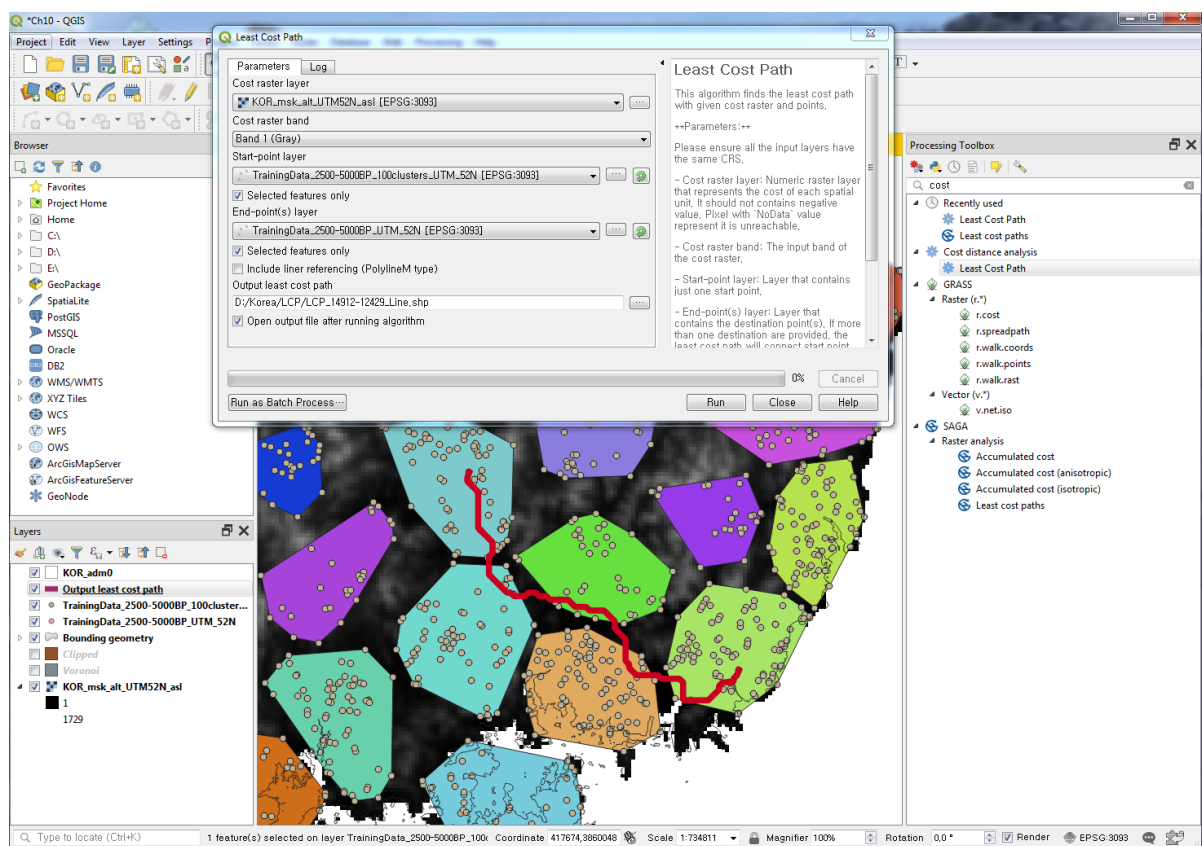 *Ch10 - QGIS
Project Edit View Layer Settings
Least Cost Path
Parameters Log
Cost raster layer
KOR_msk_alt_UTM52N_asl [EPSG:3093]
Cost raster band
Band 1 (Gray)
Start-point layer
TrainingData_2500-5000BP_100clusters_UTM_52N [EPSG:3093]
Selected features only
End-point(s) layer
TrainingData_2500-5000BP_UTM_52N [EPSG:3093]
Selected features only
Include liner referencing (PolylineM type)
Output least cost path
D:/Korea/LCP/LCP_14912-12429_Line.shp
Open output file after running algorithm
0% Cancel
Run as Batch Process… Run Close Help
Least Cost Path
This algorithm finds the least cost path
with given cost raster and points.
**Parameters:**
Please ensure all the input layers have
the same CRS.
- Cost raster layer: Numeric raster layer
that represents the cost of each spatial
unit. It should not contains negative
value. Pixel with `NoData` value
represent it is unreachable.
- Cost raster band: The input band of
the cost raster.
- Start-point layer: Layer that contains
just one start point.
- End-point(s) layer: Layer that
contains the destination point(s). If more
than one destination are provided, the
least cost path will connect start point
Browser
Favorites
Project Home
Home
C:\
D:\
E:\
GeoPackage
SpatiaLite
PostGIS
MSSQL
Oracle
DB2
DB2
WMS/WMTS
XYZ Tiles
WCS
WFS
OWS
ArcGisMapServer
ArcGisFeatureServer
GeoNode
Layers
KOR_adm0
Output least cost path
TrainingData_2500-5000BP_100cluster...
TrainingData_2500-5000BP_UTM_52N
Bounding geometry
Clipped
Voronoi
KOR_msk_alt_UTM52N_asl
1
1729
Processing Toolbox
cost
Recently used
Least Cost Path
Least cost paths
Cost distance analysis
Least Cost Path
GRASS
Raster (r.*)
r.cost
r.spreadpath
r.walk.coords
r.walk.points
r.walk.rast
Vector (v.*)
v.net.iso
SAGA
Raster analysis
Accumulated cost
Accumulated cost (anisotropic)
Accumulated cost (isotropic)
Least cost paths
Type to locate (Ctrl+K) 1 feature(s) selected on layer TrainingData_2500-5000BP_100c Coordinate 417674,3860048 Scale 1:734811 Magnifier 100% Rotation 0,0 ° Render EPSG:3093